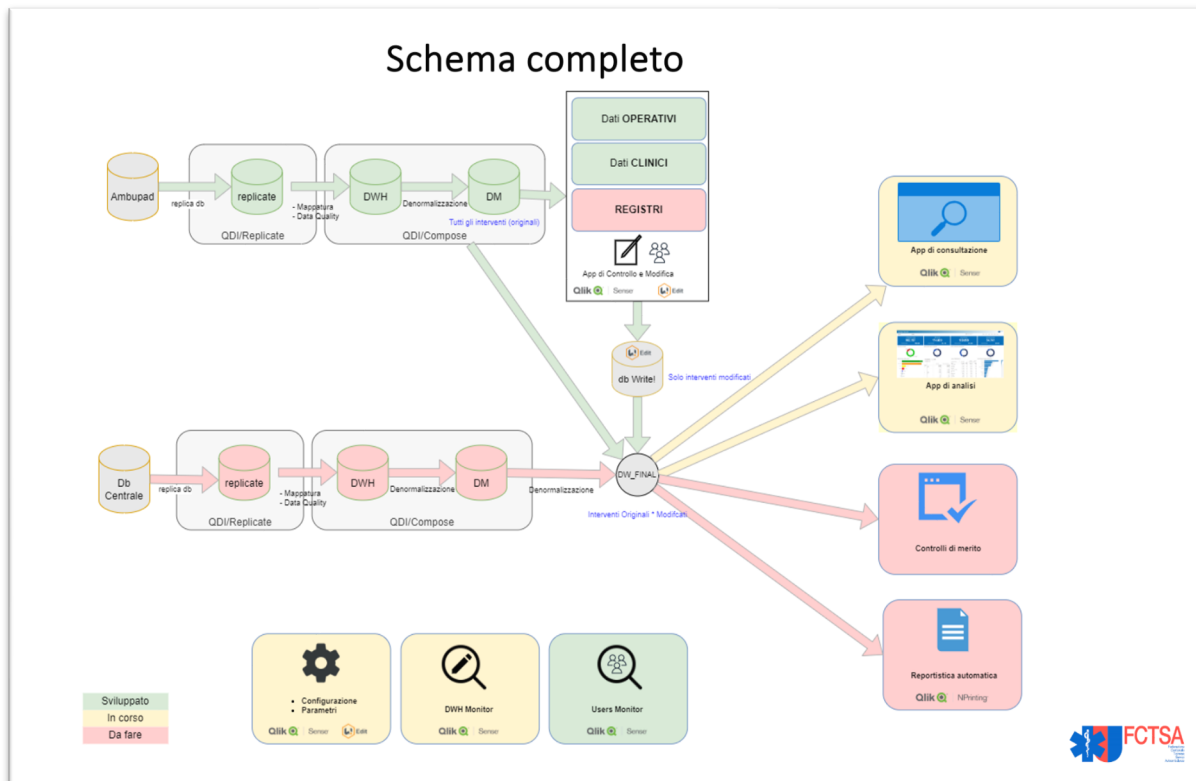 Schema completo
Dati OPERATIVI
Dati CLINICI
REGISTRI
App di Controllo e Modifica
Qlik Sense
Edit
Ambupad
replica db
replicate
- Mappatura
- Data Quality
QDI/Replicate
DWH
Denormalizzazione
DM
Tutti gli interventi (originali)
QDI/Compose
Edit
db Write!
Solo interventi modificati
App di consultazione
Qlik Sense
App di analisi
Qlik Sense
Db
Centrale
replica db
replicate
- Mappatura
- Data Quality
QDI/Replicate
DWH
Denormalizzazione
DM
QDI/Compose
Denormalizzazione
DW_FINAL
Interventi Originali * Modifcati
Controlli di merito
Reportistica automatica
Qlik NPrinting
• Configurazione
• Parametri
Qlik Sense
Edit
DWH Monitor
Qlik Sense
Users Monitor
Qlik Sense
Sviluppato
In corso
Da fare
FCTSA